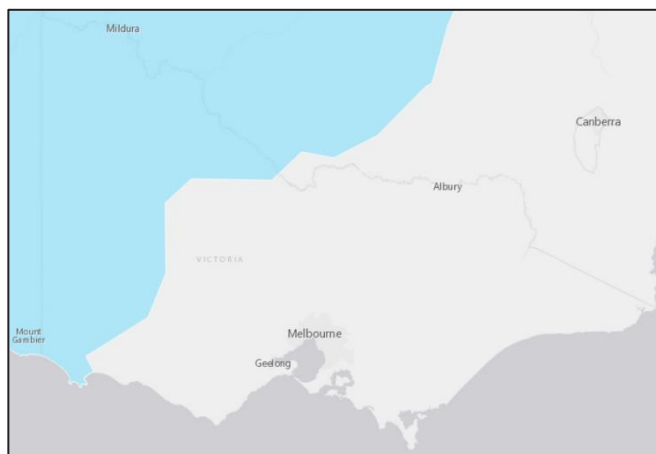 Mildura
Canberra
Albury
VICTORIA
Mount
Gambier
Melbourne
Geelong